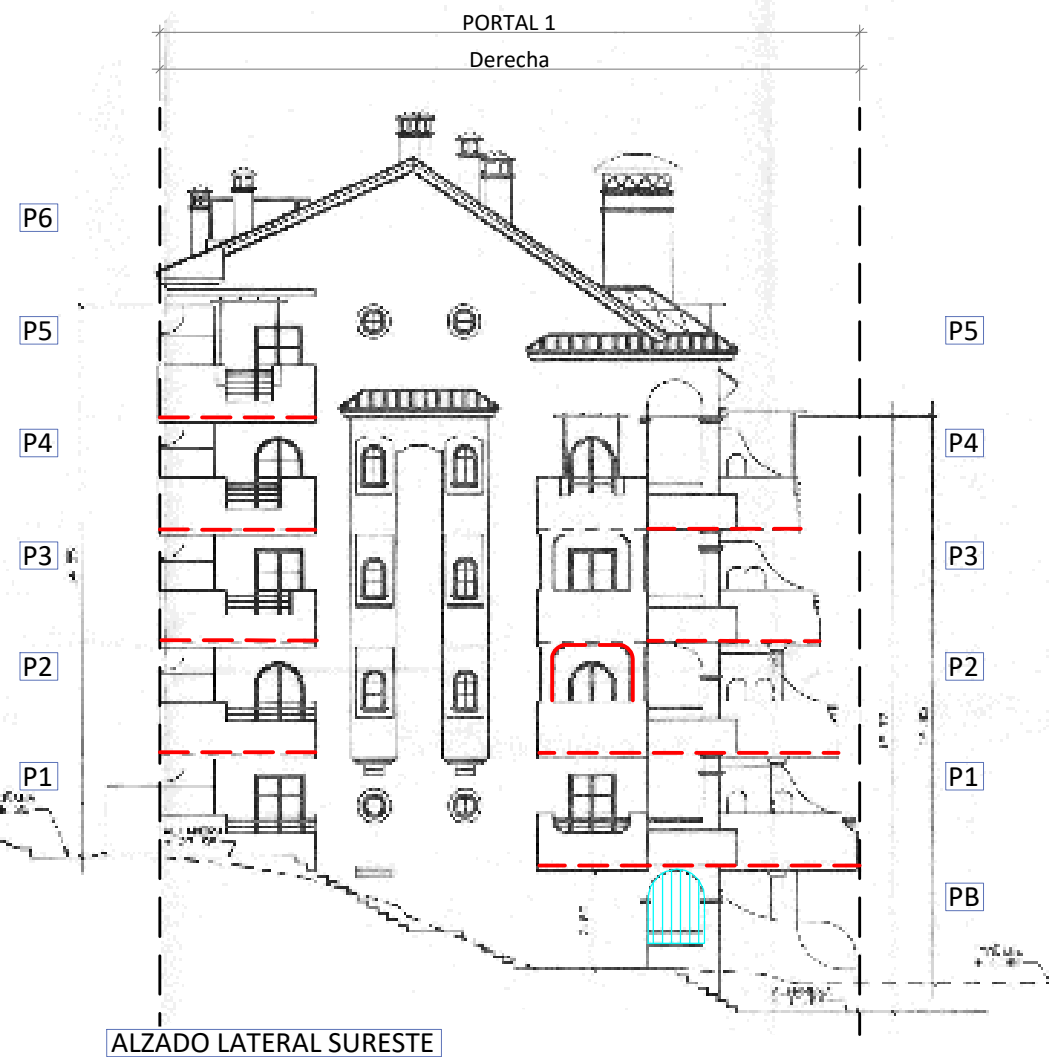 PORTAL 1
Derecha
P6
P5
P5
P4
P4
P3
P3
P2
P2
P1
P1
PB
ALZADO LATERAL SURESTE